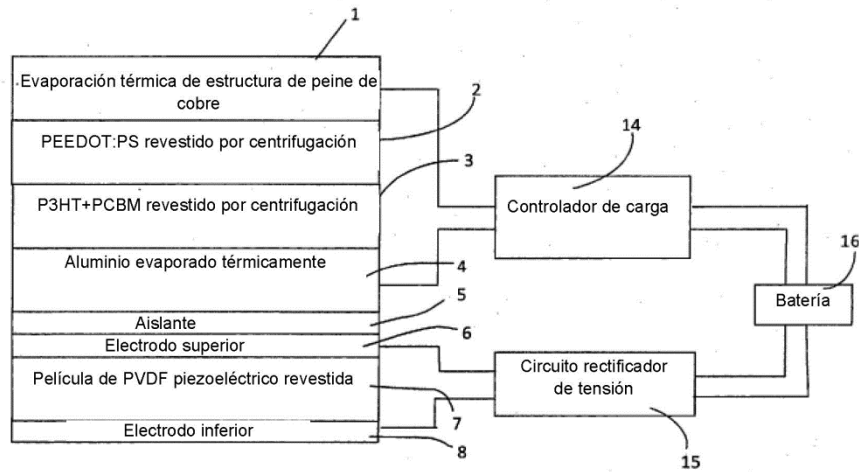 1
Evaporación térmica de estructura de peine de
cobre
2
PEEDOT:PS revestido por centrifugación
3
P3HT+PCBM revestido por centrifugación
Aluminio evaporado térmicamente
4
5
Aislante
6
Electrodo superior
Película de PVDF piezoeléctrico revestida
7
Electrodo inferior
8
14
Controlador de carga
16
Batería
Circuito rectificador
de tensión
15